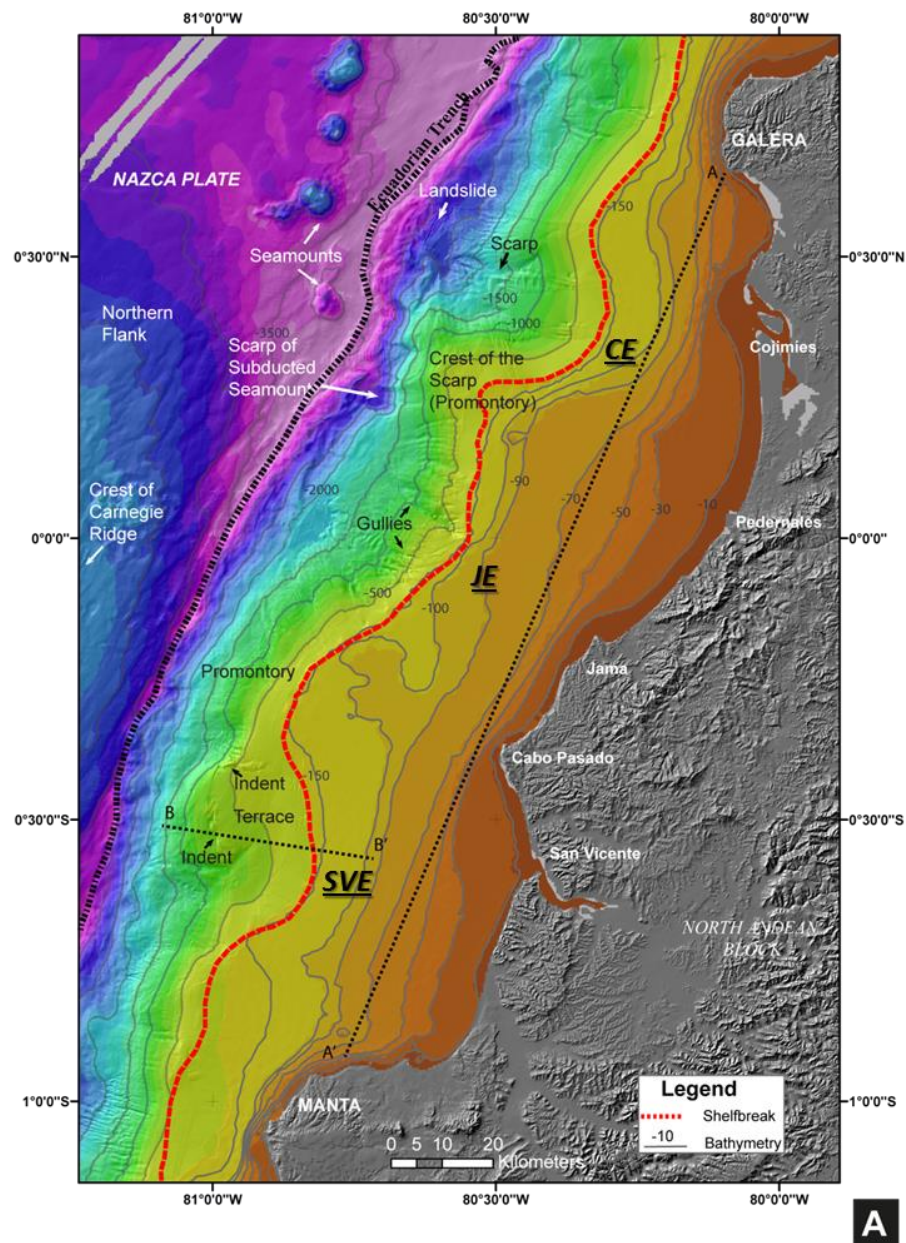 81°0'0"W 80°30'0"W 80°0'0"W
GALERA
A
Ecuadorian Trench
NAZCA PLATE
Landslide
-150
Seamounts
Scarp
0°30'0"N 0°30'0"N
Northern
Flank
-3500
-1500
-1000
Cojimies
Scarp of
Subducted
Seamount
CE
Crest of the
Scarp
(Promontory)
-2000
-90
-70
-50
-30
-10
Crest of
Carnegie
Ridge
Gullies
Pedernales
0°0'0" 0°0'0"
JE
-500
-100
Promontory
Jama
Cabo Pasado
-150
Indent
Terrace
0°30'0"S 0°30'0"S
B
B'
Indent
San Vicente
SVE
NORTH ANDEAN
BLOCK
A'
Legend
Shelfbreak
-10 Bathymetry
1°0'0"S 1°0'0"S
MANTA
0 5 10 20
Kilometers
81°0'0"W 80°30'0"W 80°0'0"W
A